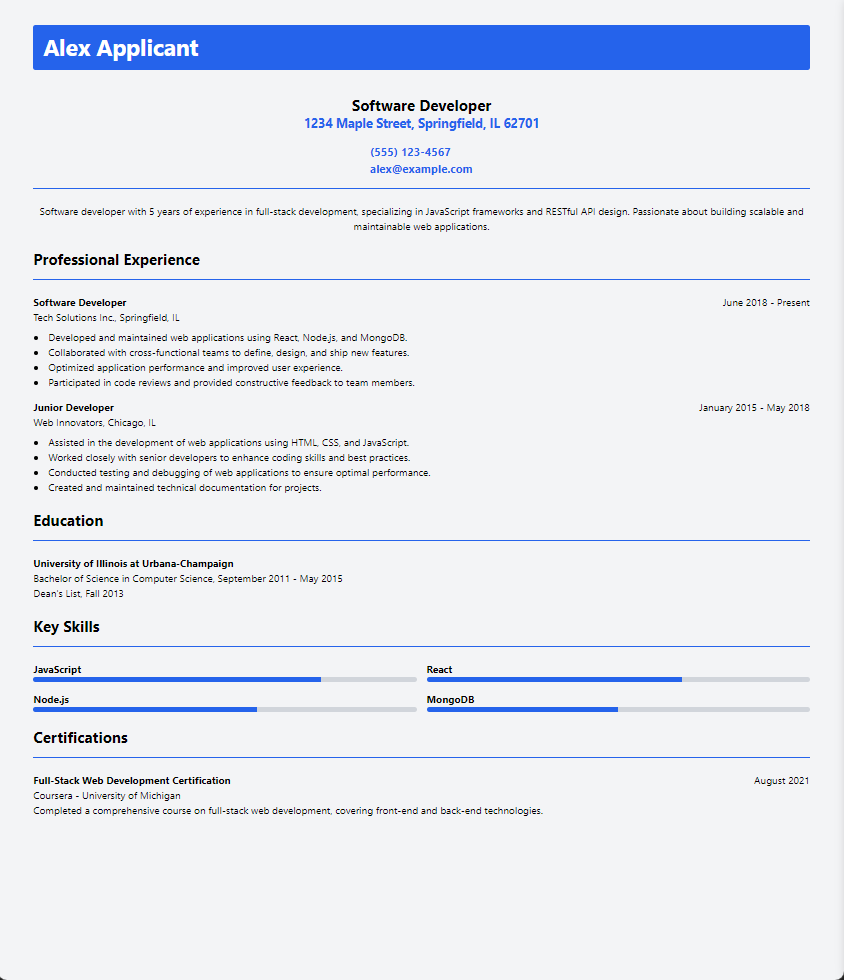 Alex Applicant
Software Developer
1234 Maple Street, Springfield, IL 62701
(555) 123-4567
alex@example.com
Software developer with 5 years of experience in full-stack development, specializing in JavaScript frameworks and RESTful API design. Passionate about building scalable and
maintainable web applications.
Professional Experience
Software Developer June 2018 - Present
Tech Solutions Inc., Springfield, IL
• Developed and maintained web applications using React, Node.js, and MongoDB.
• Collaborated with cross-functional teams to define, design, and ship new features.
• Optimized application performance and improved user experience.
• Participated in code reviews and provided constructive feedback to team members.
Junior Developer January 2015 - May 2018
Web Innovators, Chicago, IL
• Assisted in the development of web applications using HTML, CSS, and JavaScript.
• Worked closely with senior developers to enhance coding skills and best practices.
• Conducted testing and debugging of web applications to ensure optimal performance.
• Created and maintained technical documentation for projects.
Education
University of Illinois at Urbana-Champaign
Bachelor of Science in Computer Science, September 2011 - May 2015
Dean's List, Fall 2013
Key Skills
JavaScript React
Node.js MongoDB
Certifications
Full-Stack Web Development Certification August 2021
Coursera - University of Michigan
Completed a comprehensive course on full-stack web development, covering front-end and back-end technologies.